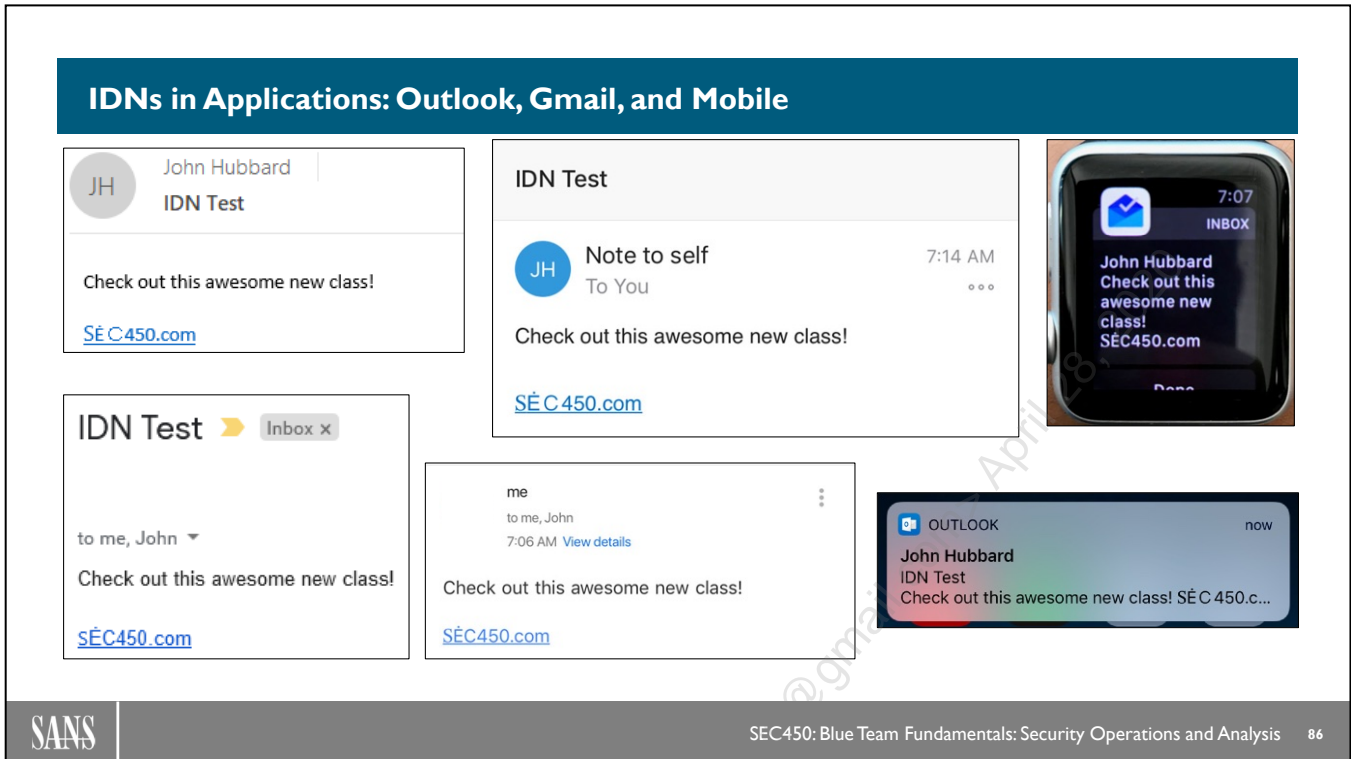 IDNs in Applications: Outlook, Gmail, and Mobile
JH
John Hubbard
IDN Test
Check out this awesome new class!
SĖC450.com
IDN Test
JH
Note to self
7:14 AM
To You
Check out this awesome new class!
SĖC450.com
7:07
INBOX
John Hubbard
Check out this
awesome new
class!
SĖC450.com
Done
IDN Test
Inbox x
to me, John
Check out this awesome new class!
SĖC450.com
me
to me, John
7:06 AM View details
Check out this awesome new class!
SĖC450.com
OUTLOOK
now
John Hubbard
IDN Test
Check out this awesome new class! SĖC450.c...
April 28,
SANS
SEC450: Blue Team Fundamentals: Security Operations and Analysis 86